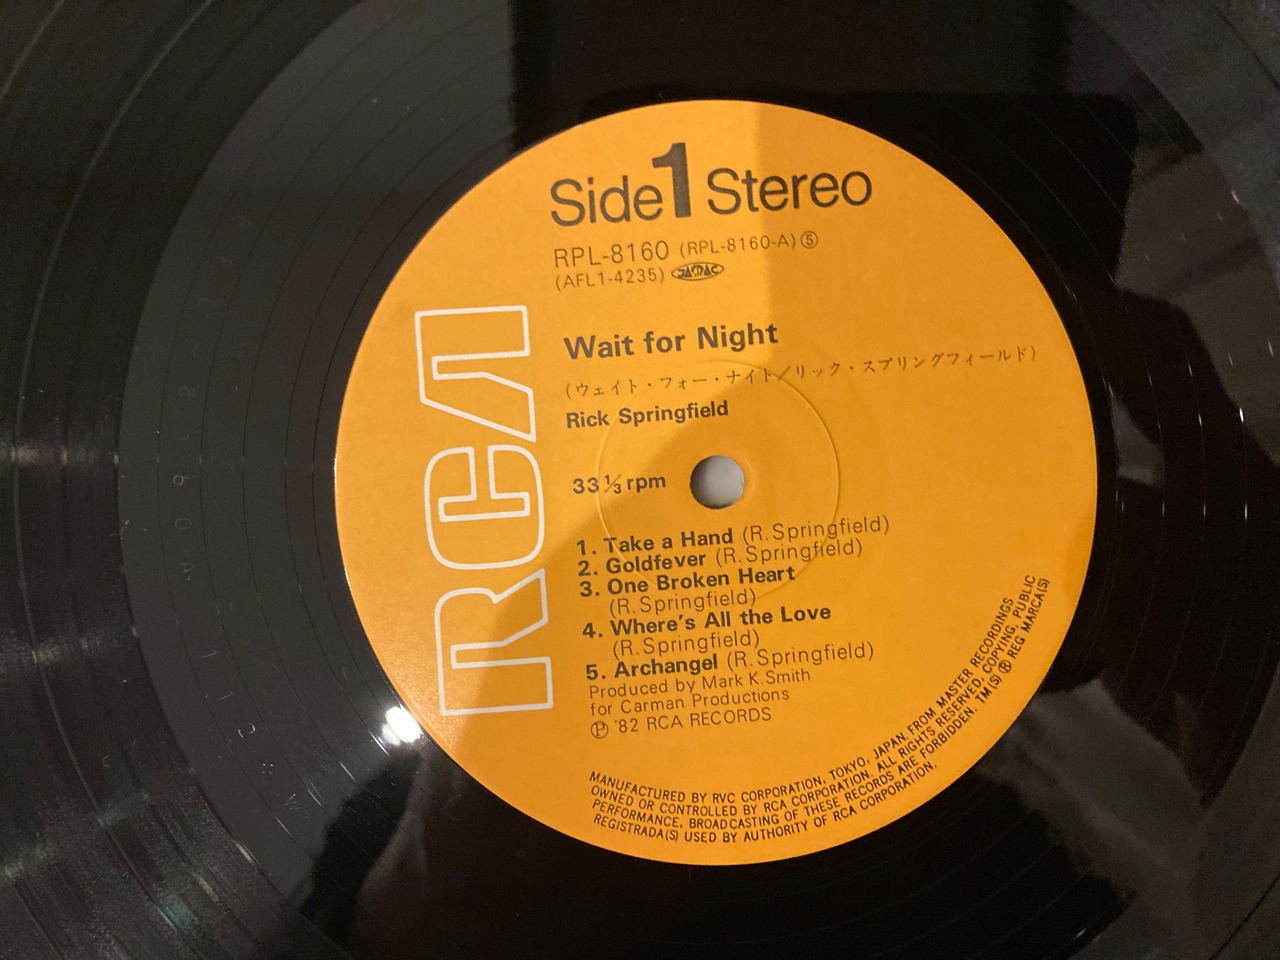 Side 1 Stereo
RPL-8160 (RPL-8160-A) ⑤
(AFL1-4235) JASRAC
Wait for Night
(ウェイト・フォー・ナイト/リック・スプリングフィールド)
Rick Springfield
33⅓ rpm
1. Take a Hand (R. Springfield)
2. Goldfever (R. Springfield)
3. One Broken Heart
(R. Springfield)
4. Where's All the Love
(R. Springfield)
5. Archangel (R. Springfield)
Produced by Mark K. Smith
for Carman Productions
Ⓟ '82 RCA RECORDS
RCA
MANUFACTURED BY RVC CORPORATION, TOKYO, JAPAN, FROM MASTER RECORDINGS
OWNED OR CONTROLLED BY RCA CORPORATION. ALL RIGHTS RESERVED. COPYING, PUBLIC
PERFORMANCE, BROADCASTING OF THESE RECORDS ARE FORBIDDEN. TM(S) ® REG MARCA(S)
REGISTRADA(S) USED BY AUTHORITY OF RCA CORPORATION.